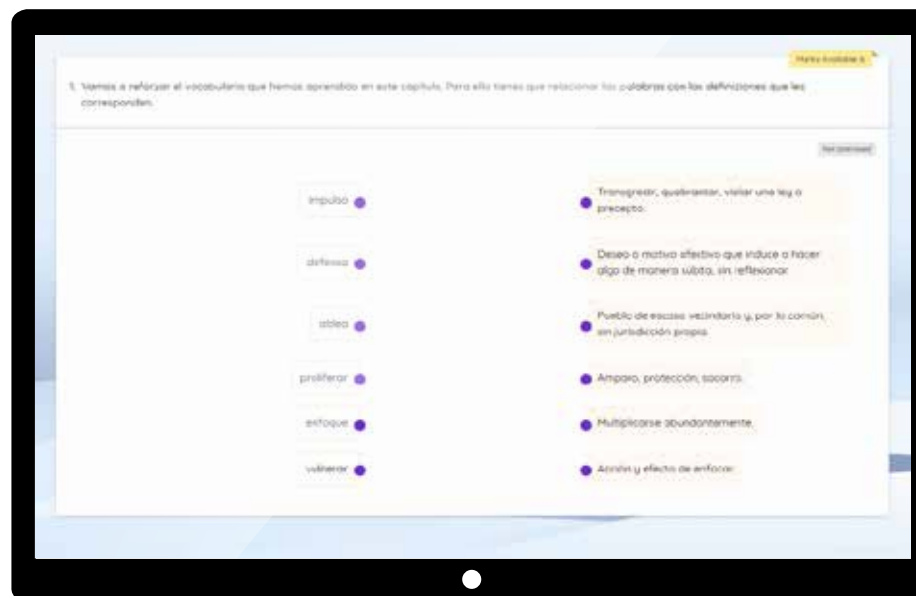 Marks Available 6
1. Vamos a reforzar el vocabulario que hemos aprendido en este capítulo. Para ello tienes que relacionar las palabras con las definiciones que les
corresponden.
impulso
Transgredir, quebrantar, violar una ley o
precepto.
defensa
Deseo o motivo afectivo que induce a hacer
algo de manera súbita, sin reflexionar.
aldea
Pueblo de escaso vecindario y, por lo común,
sin jurisdicción propia.
proliferar
Amparo, protección, socorro.
enfoque
Multiplicarse abundantemente.
vulnerar
Acción y efecto de enfocar.